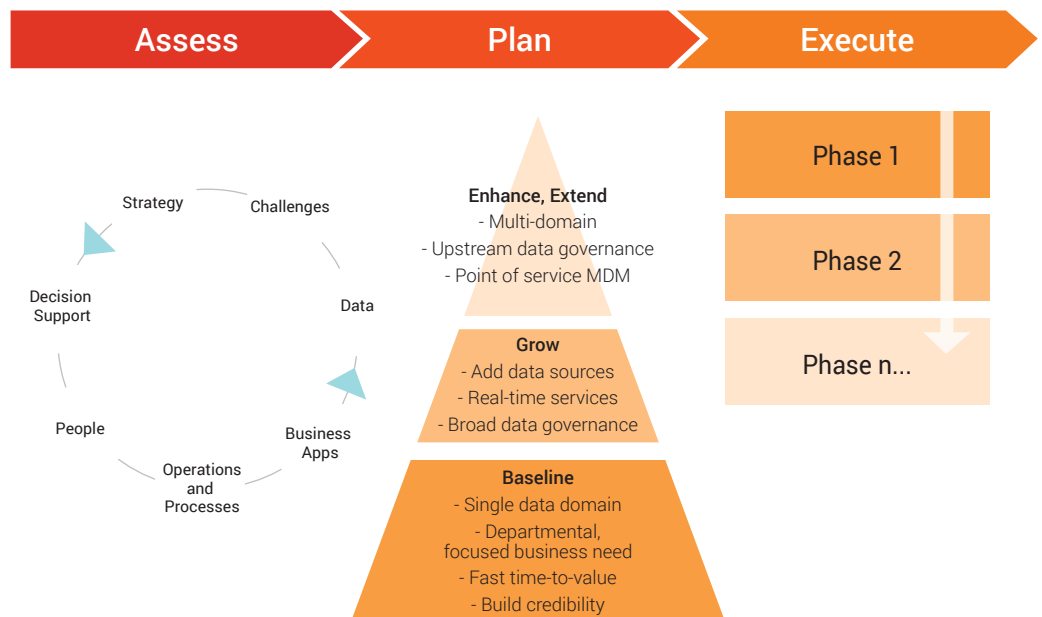 Assess
Plan
Execute
Strategy
Challenges
Data
Business
Apps
Operations
and
Processes
People
Decision
Support
Enhance, Extend
- Multi-domain
- Upstream data governance
- Point of service MDM
Grow
- Add data sources
- Real-time services
- Broad data governance
Baseline
- Single data domain
- Departmental,
focused business need
- Fast time-to-value
- Build credibility
Phase 1
Phase 2
Phase n...